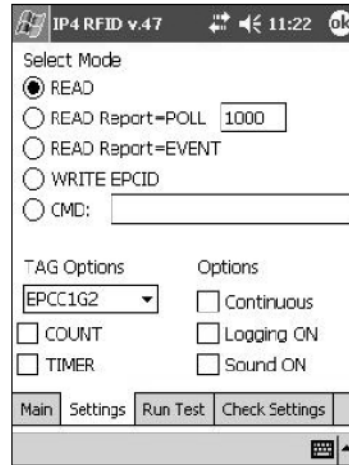 IP4 RFID v.47 11:22 ok
Select Mode
READ
READ Report=POLL 1000
READ Report=EVENT
WRITE EPCID
CMD:
TAG Options Options
EPCC1G2 Continuous
COUNT Logging ON
TIMER Sound ON
Main Settings Run Test Check Settings